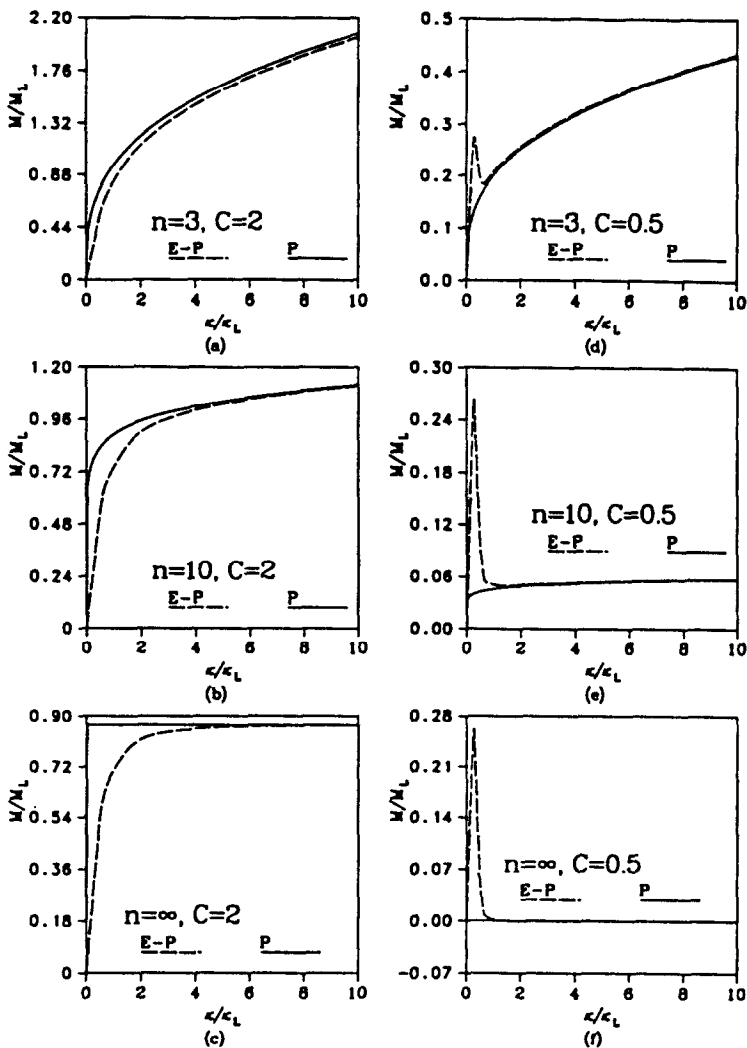 2.20
1.76
1.32
0.88
0.44
0
M/M_L
n=3, C=2
E-P P
0 2 4 6 8 10
κ/κ_L
(a)
0.5
0.4
0.3
0.2
0.1
0.0
M/M_L
n=3, C=0.5
E-P P
0 2 4 6 8 10
κ/κ_L
(d)
1.20
0.96
0.72
0.48
0.24
0
M/M_L
n=10, C=2
E-P P
0 2 4 6 8 10
κ/κ_L
(b)
0.30
0.26
0.18
0.12
0.06
0.00
M/M_L
n=10, C=0.5
E-P P
0 2 4 6 8 10
κ/κ_L
(e)
0.90
0.72
0.54
0.36
0.18
0
M/M_L
n=∞, C=2
E-P P
0 2 4 6 8 10
κ/κ_L
(c)
0.28
0.21
0.14
0.07
0.00
-0.07
M/M_L
n=∞, C=0.5
E-P P
0 2 4 6 8 10
κ/κ_L
(f)